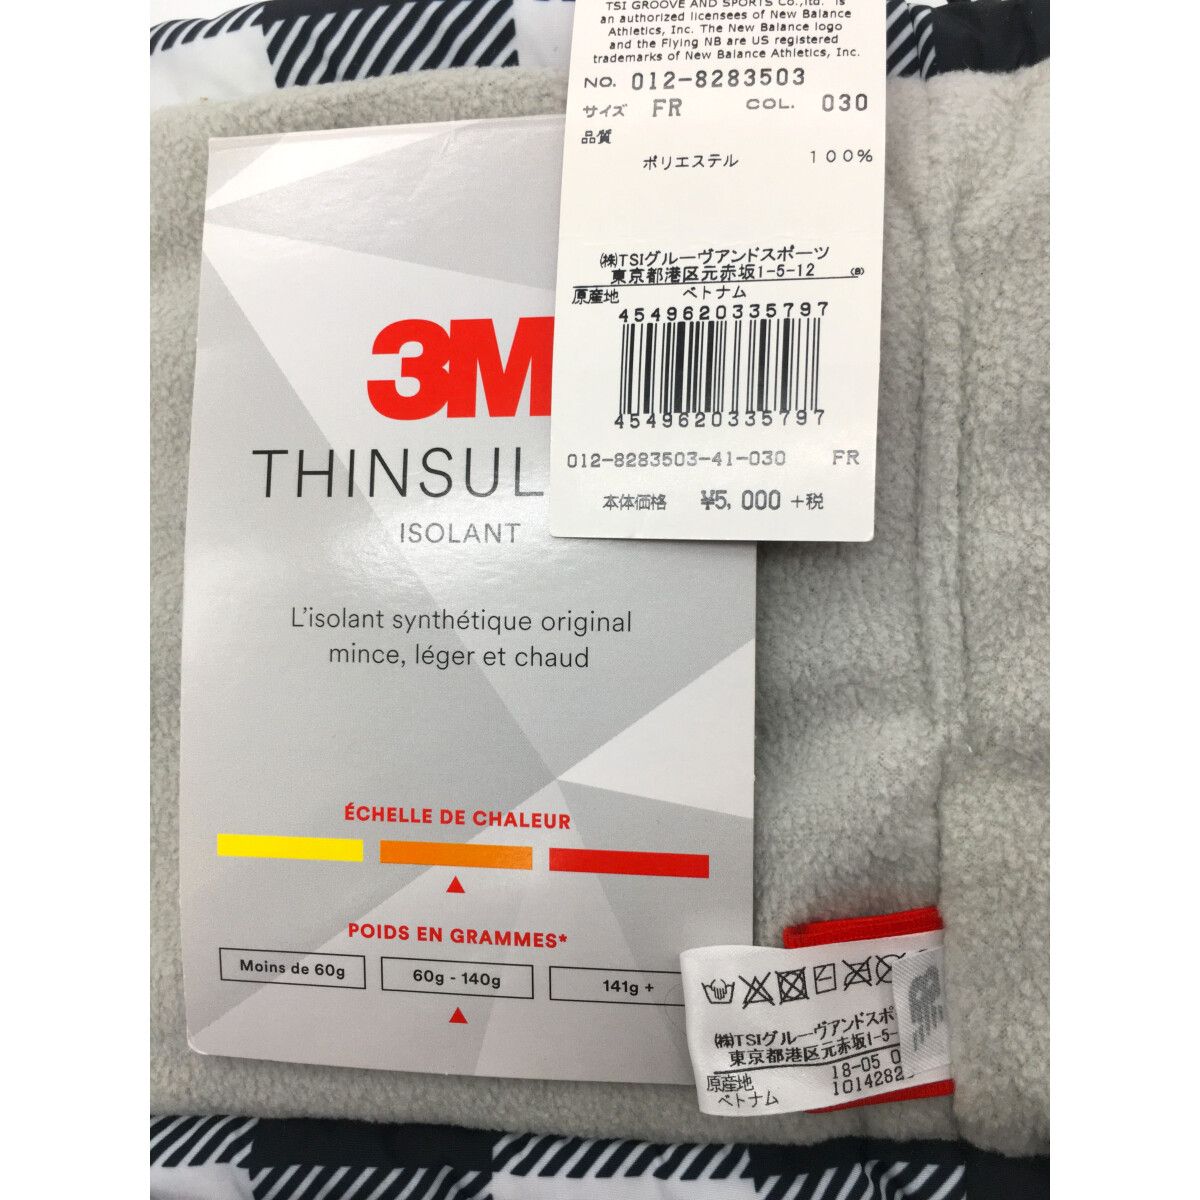 TSI GROOVE AND SPORTS Co.,ltd. is
an authorized licensees of New Balance
Athletics, Inc. The New Balance logo
and the Flying NB are US registered
trademarks of New Balance Athletics, Inc.
NO. 012-8283503
サイズ FR COL. 030
品質
ポリエステル 100%
㈱TSIグルーヴアンドスポーツ
東京都港区元赤坂1-5-12 (B)
原産地 ベトナム
4549620335797
4549620335797
012-8283503-41-030 FR
本体価格 ¥5,000 +税
3M
THINSUL
ISOLANT
L'isolant synthétique original
mince, léger et chaud
ÉCHELLE DE CHALEUR
POIDS EN GRAMMES*
Moins de 60g 60g - 140g 141g +
㈱TSIグルーヴアンドスポ
東京都港区元赤坂1-5-
原産地 18-05 0
ベトナム 1014282